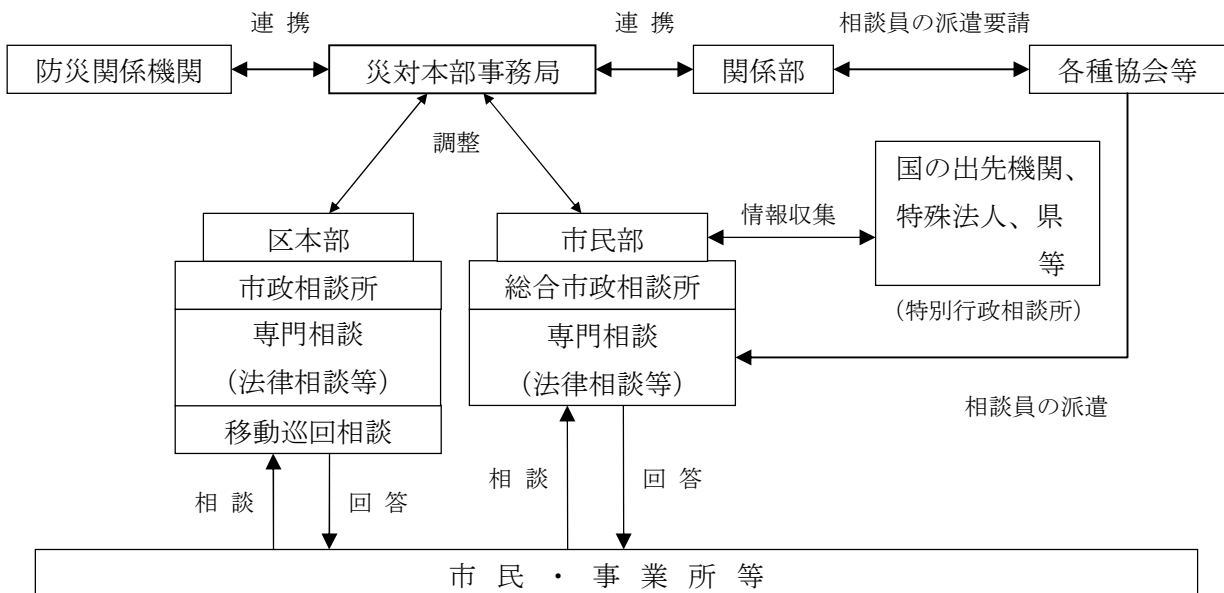 連 携
連 携
相談員の派遣要請
防災関係機関
災対本部事務局
関係部
各種協会等
調整
国の出先機関、
特殊法人、県
等
(特別行政相談所)
情報収集
区本部
市政相談所
専門相談
(法律相談等)
移動巡回相談
市民部
総合市政相談所
専門相談
(法律相談等)
相談員の派遣
相 談
回 答
相 談
回 答
市 民 ・ 事 業 所 等